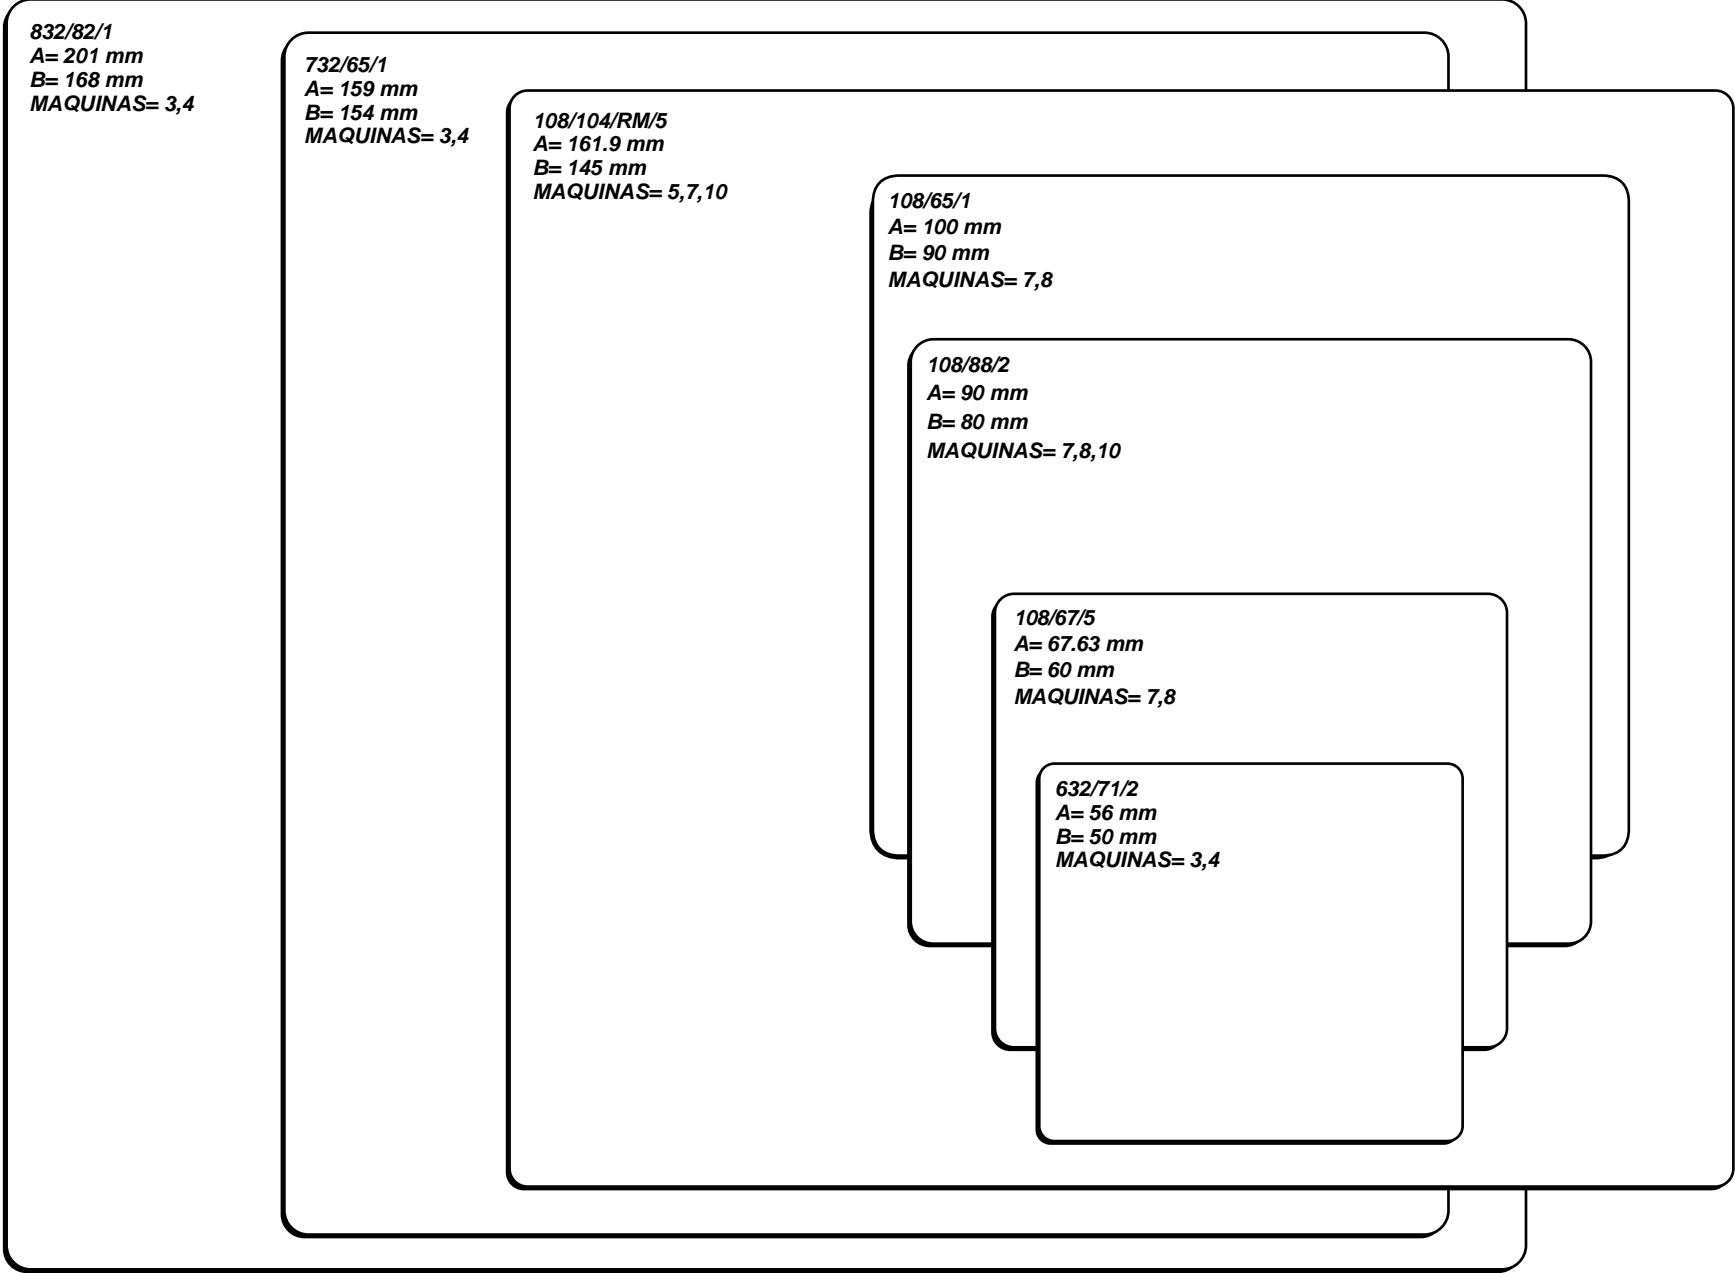 832/82/1
A= 201 mm
B= 168 mm
MAQUINAS= 3,4
732/65/1
A= 159 mm
B= 154 mm
MAQUINAS= 3,4
108/104/RM/5
A= 161.9 mm
B= 145 mm
MAQUINAS= 5,7,10
108/65/1
A= 100 mm
B= 90 mm
MAQUINAS= 7,8
108/88/2
A= 90 mm
B= 80 mm
MAQUINAS= 7,8,10
108/67/5
A= 67.63 mm
B= 60 mm
MAQUINAS= 7,8
632/71/2
A= 56 mm
B= 50 mm
MAQUINAS= 3,4